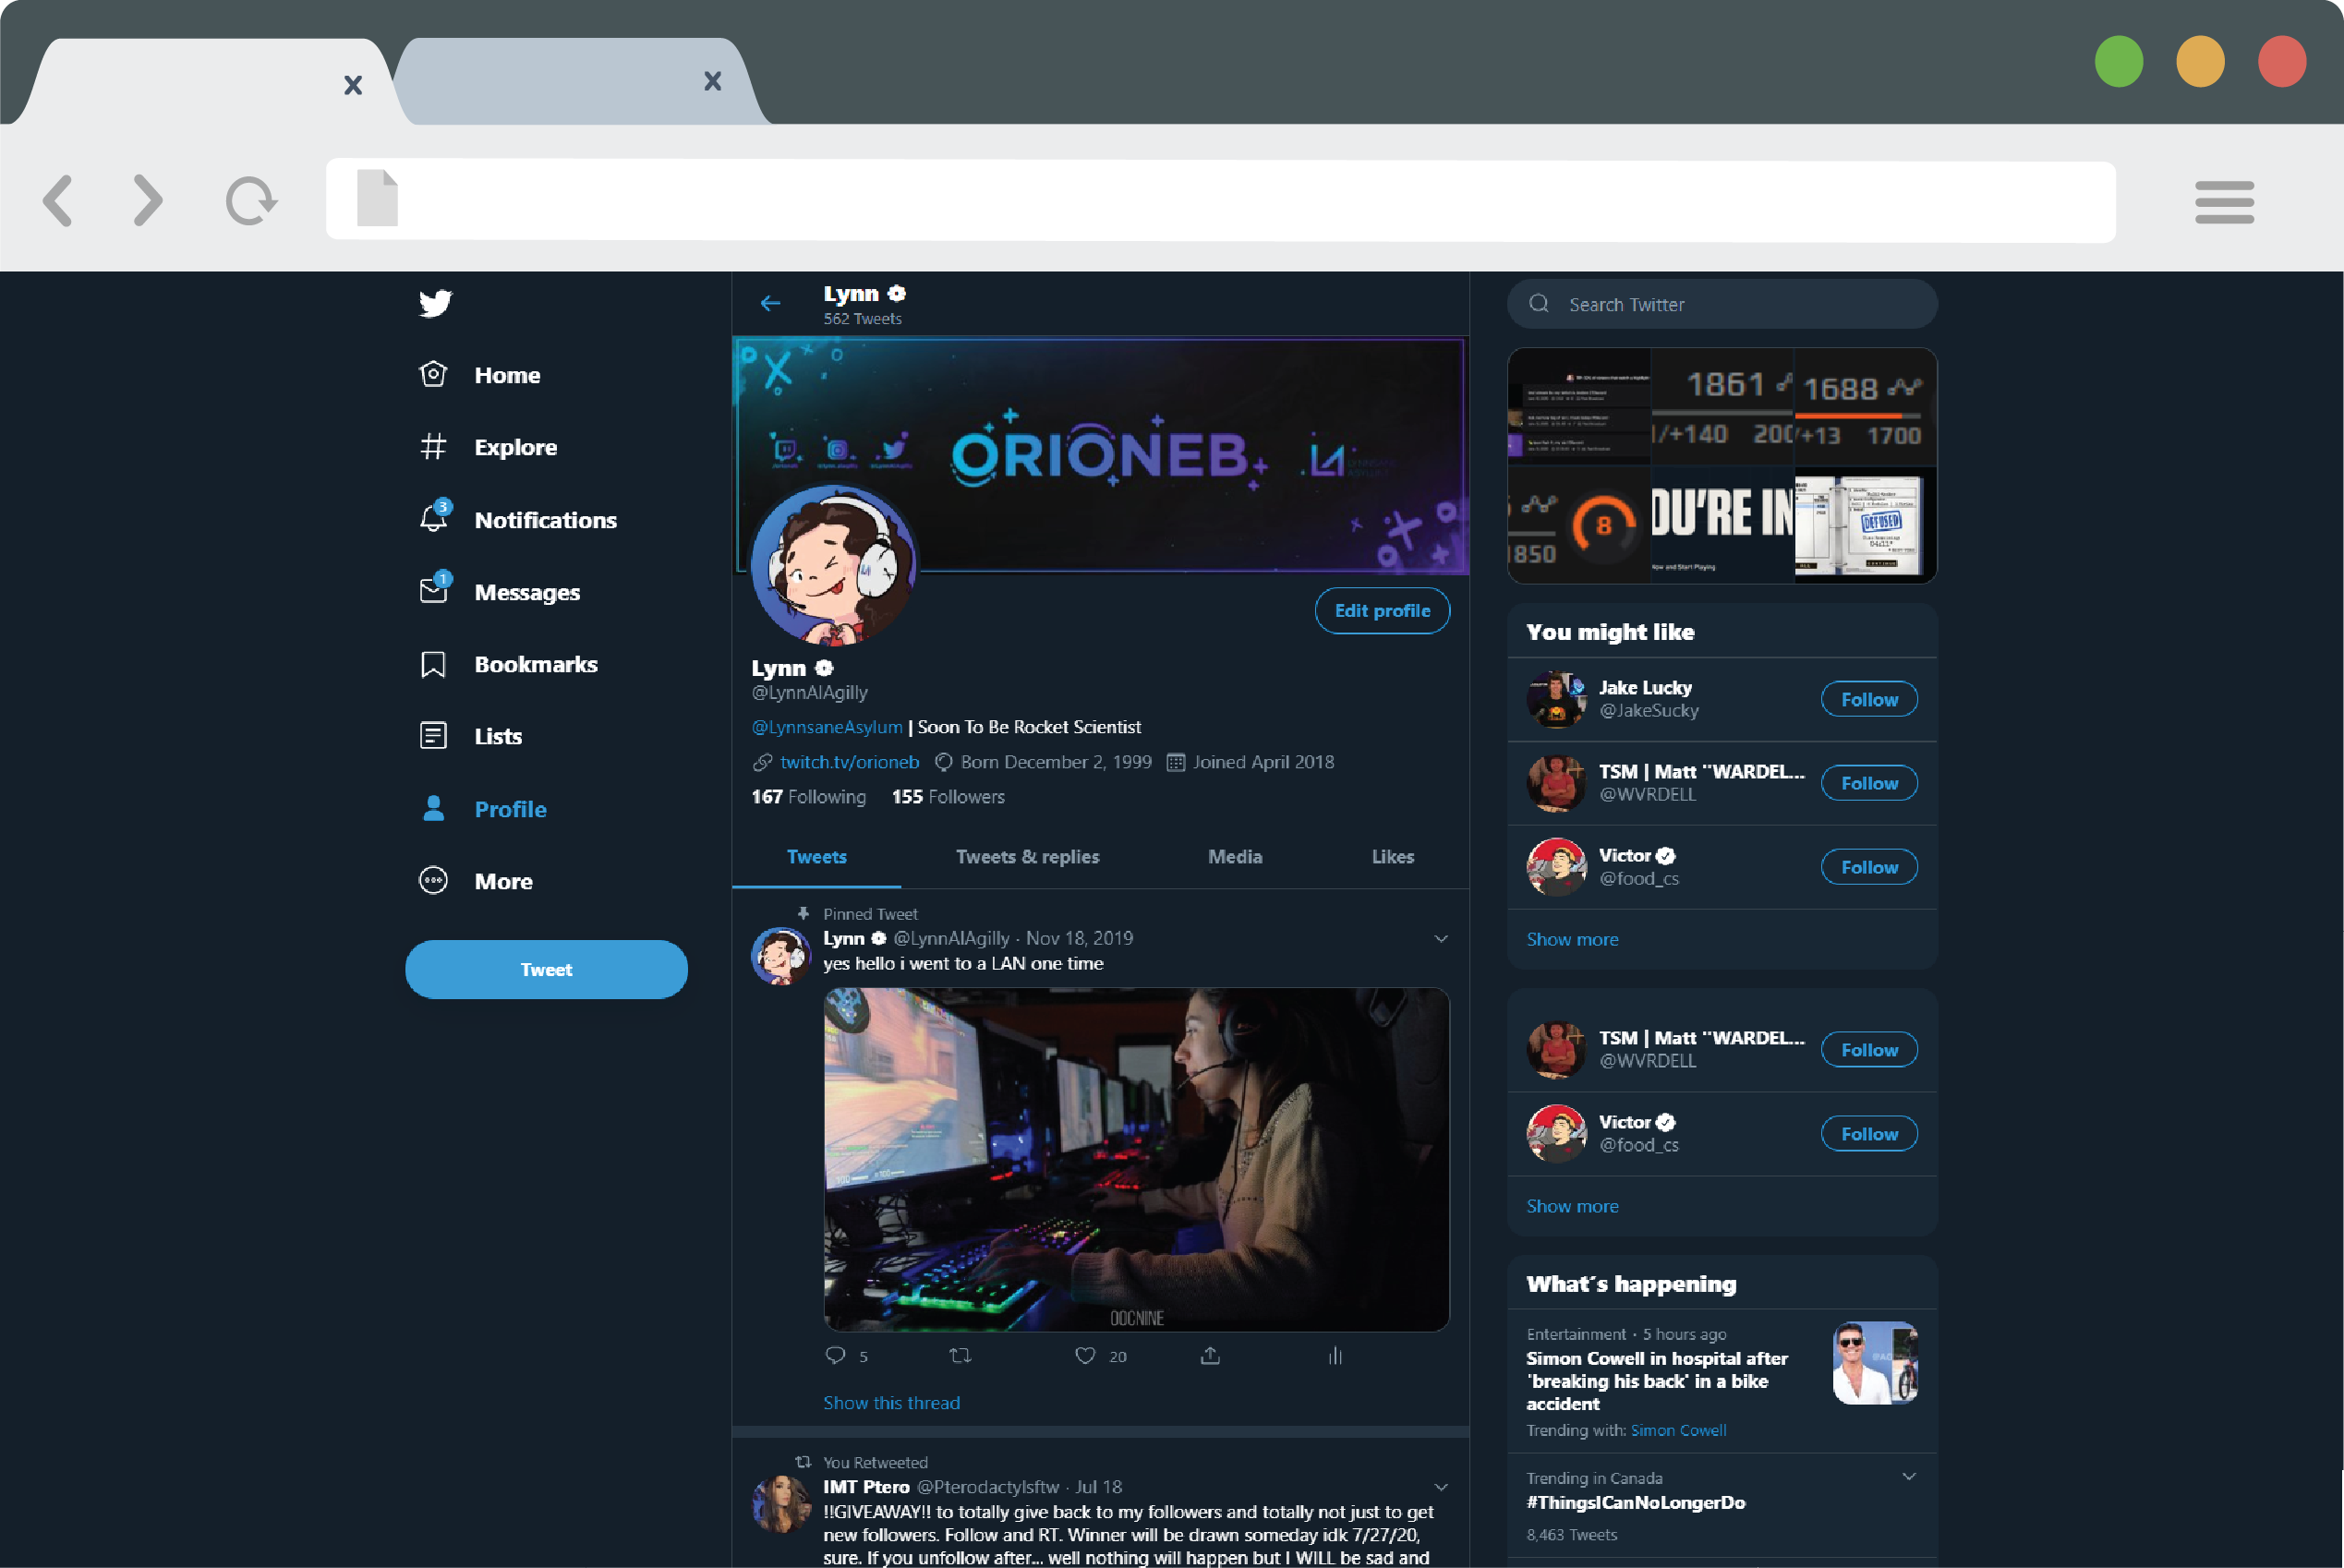 x
x
Home
Explore
3
Notifications
1
Messages
Bookmarks
Lists
Profile
More
Tweet
Lynn
562 Tweets
ORIONEB
Edit profile
Lynn
@LynnAlAgilly
@LynnsaneAsylum | Soon To Be Rocket Scientist
twitch.tv/orioneb Born December 2, 1999 Joined April 2018
167 Following 155 Followers
Tweets Tweets & replies Media Likes
Pinned Tweet
Lynn @LynnAlAgilly · Nov 18, 2019
yes hello i went to a LAN one time
OOCNINE
5 20
Show this thread
You Retweeted
IMT Ptero @Pterodactylsftw · Jul 18
!!GIVEAWAY!! to totally give back to my followers and totally not just to get
new followers. Follow and RT. Winner will be drawn someday idk 7/27/20,
sure. If you unfollow after... well nothing will happen but I WILL be sad and
Search Twitter
1861
/+140 200
1688
/+13 1700
850
8
OU'RE IN
Now and Start Playing
DEFUSED
You might like
Jake Lucky
@JakeSucky
Follow
TSM | Matt "WARDEL...
@WVRDELL
Follow
Victor
@food_cs
Follow
Show more
TSM | Matt "WARDEL...
@WVRDELL
Follow
Victor
@food_cs
Follow
Show more
What´s happening
Entertainment · 5 hours ago
Simon Cowell in hospital after
'breaking his back' in a bike
accident
Trending with: Simon Cowell
Trending in Canada
#ThingsICanNoLongerDo
8,463 Tweets